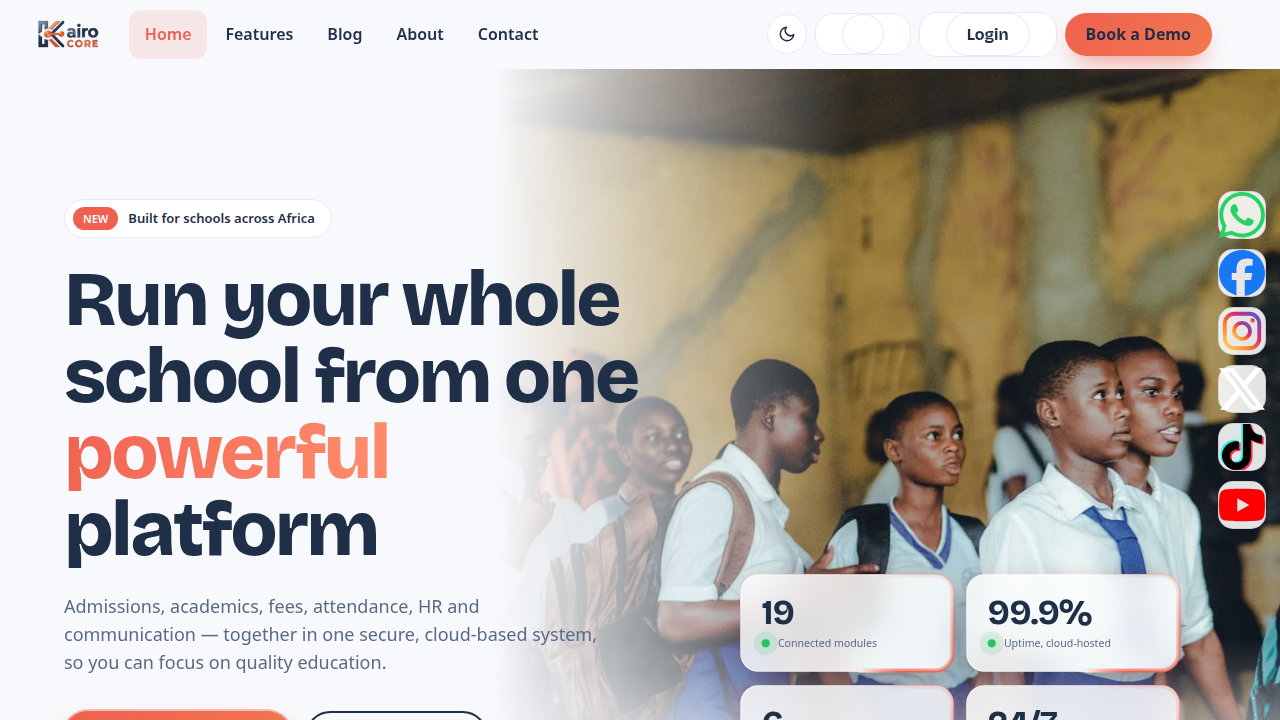 Kairo
CORE
Home
Features
Blog
About
Contact
Login
Book a Demo
NEW
Built for schools across Africa
Run your whole
school from one
powerful
platform
Admissions, academics, fees, attendance, HR and
communication — together in one secure, cloud-based system,
so you can focus on quality education.
19
Connected modules
99.9%
Uptime, cloud-hosted
24/7